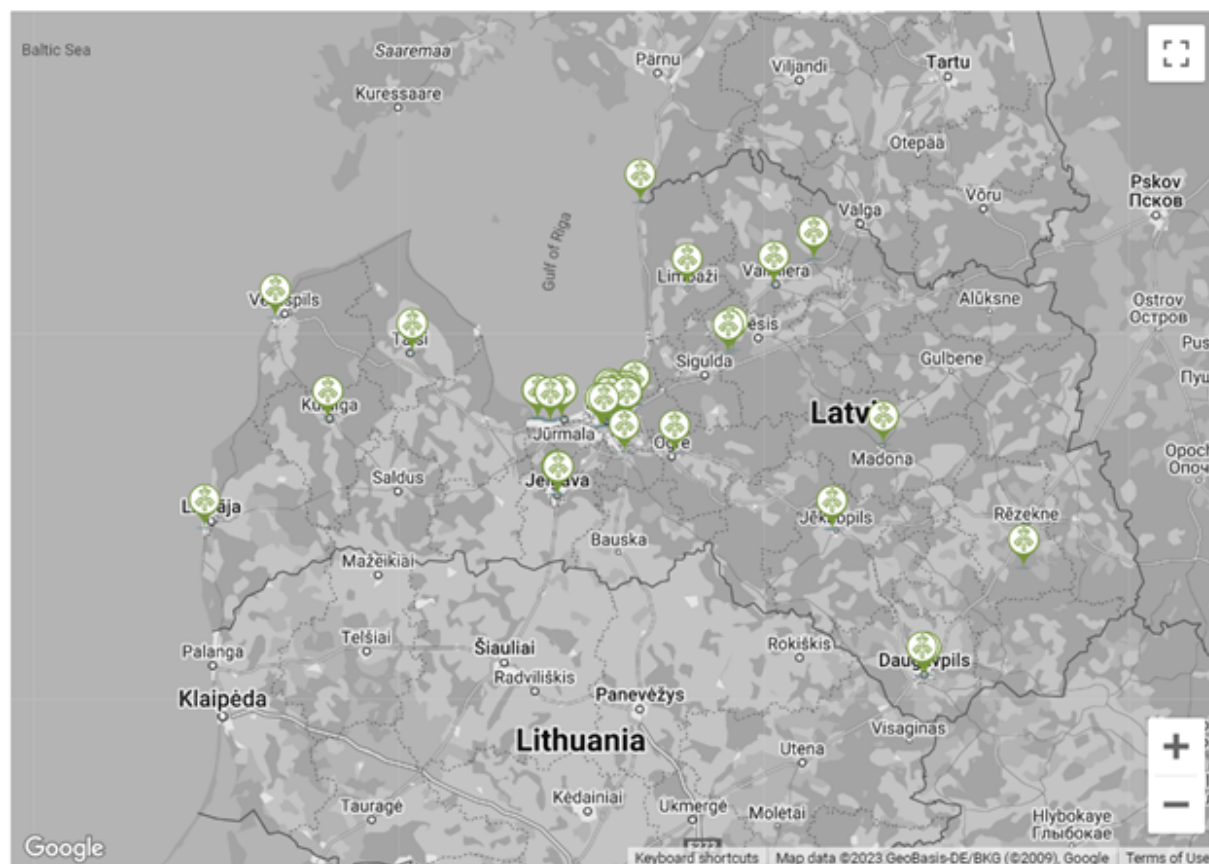 Baltic Sea
Saaremaa
Kuressaare
Pärnu
Viljandi
Tartu
Otepää
Võru
Valga
Pskov
Псков
Gulf of Riga
Limbaži
Alūksne
Ostrov
Остров
Gulbene
Sigulda
Latvi
Jūrmala
Ogre
Madona
Saldus
Jelgava
Jēkabpils
Rēzekne
Bauska
Mažeikiai
Palanga
Telšiai
Šiauliai
Radviliškis
Rokiškis
Daugavpils
Klaipėda
Panevėžys
Lithuania
Visaginas
Utena
Tauragė
Kėdainiai
Ukmergė
Molėtai
Hlybokaye
Глыбокае
Google
Keyboard shortcuts
Map data ©2023 GeoBasis-DE/BKG (©2009), Google
Terms of Use